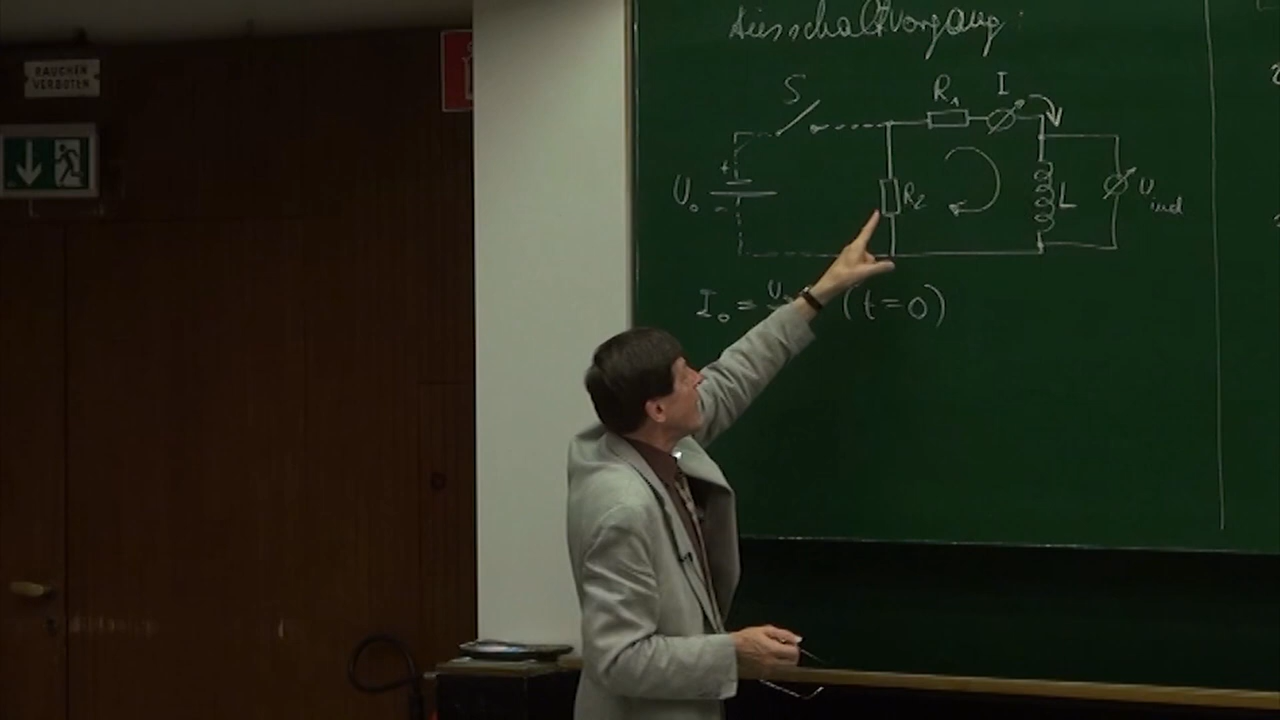 RAUCHEN
VERBOTEN
Ausschaltvorgang:
S
R₁
I
U₀
+
-
R₂
L
U_ind
I₀ = U (t=0)